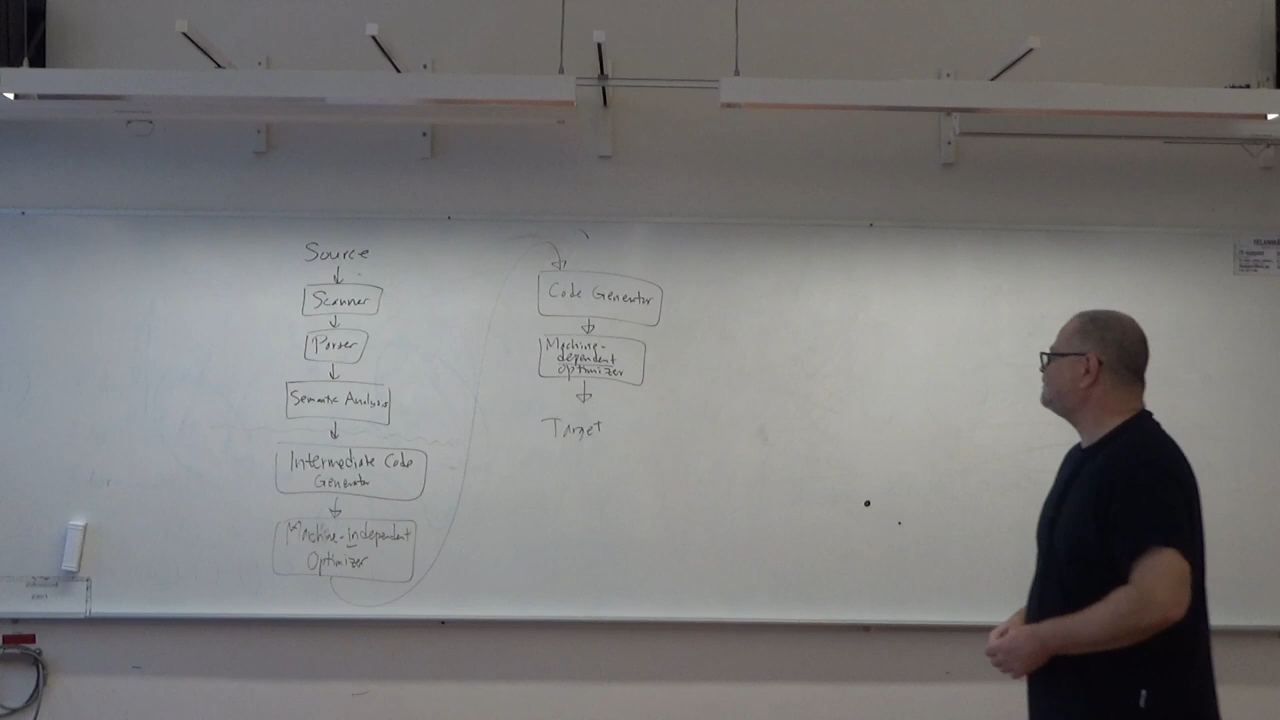 Source
Scanner
Parser
Semantic Analysis
Intermediate Code
Generator
Machine-independent
Optimizer
Code Generator
Machine-
dependent
optimizer
Target